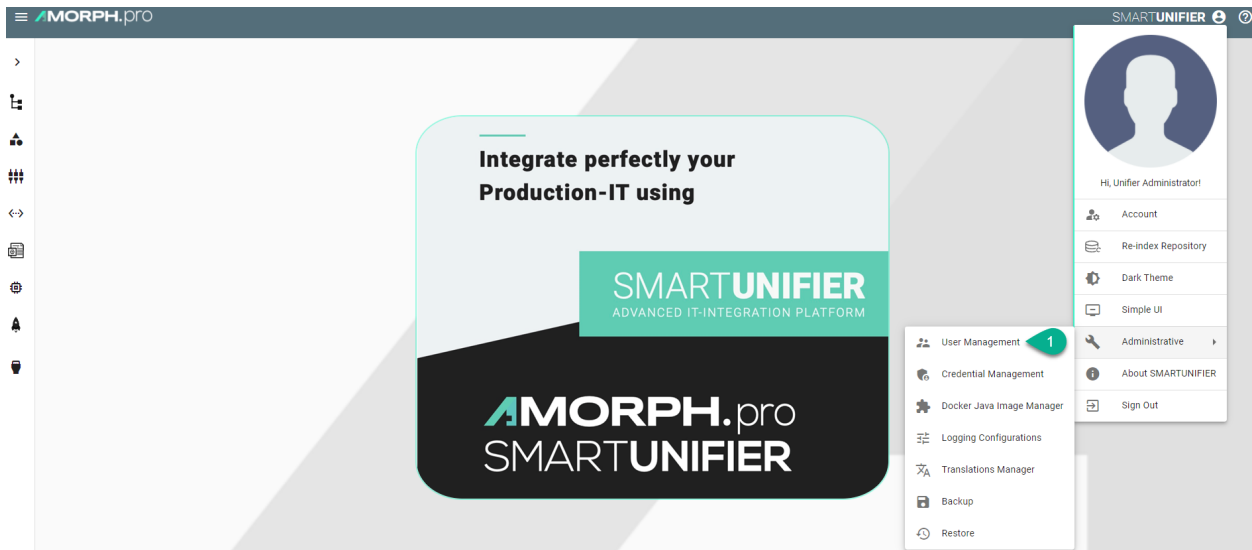 AMORPH.pro
SMARTUNIFIER
Integrate perfectly your
Production-IT using
SMARTUNIFIER
ADVANCED IT-INTEGRATION PLATFORM
AMORPH.pro
SMARTUNIFIER
Hi, Unifier Administrator!
Account
Re-index Repository
Dark Theme
Simple UI
Administrative
About SMARTUNIFIER
Sign Out
User Management 1
Credential Management
Docker Java Image Manager
Logging Configurations
Translations Manager
Backup
Restore